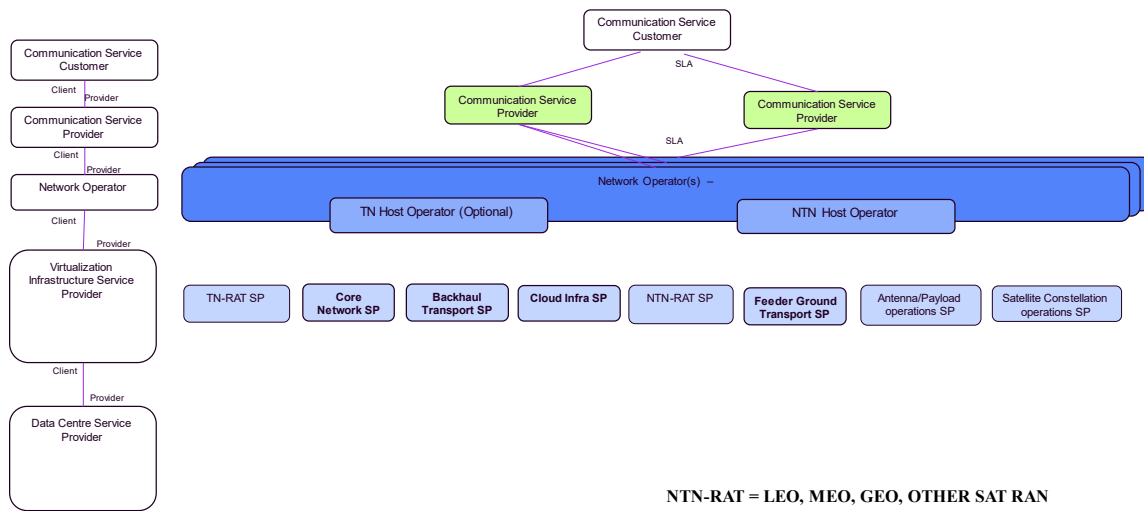 Communication Service
Customer
Client
Provider
Communication Service
Provider
Client
Provider
Network Operator
Client
Provider
Virtualization
Infrastructure Service
Provider
Client
Provider
Data Centre Service
Provider
Communication Service
Customer
SLA
Communication Service
Provider
Communication Service
Provider
SLA
Network Operator(s) –
TN Host Operator (Optional)
NTN Host Operator
TN-RAT SP
Core
Network SP
Backhaul
Transport SP
Cloud Infra SP
NTN-RAT SP
Feeder Ground
Transport SP
Antenna/Payload
operations SP
Satellite Constellation
operations SP
NTN-RAT = LEO, MEO, GEO, OTHER SAT RAN